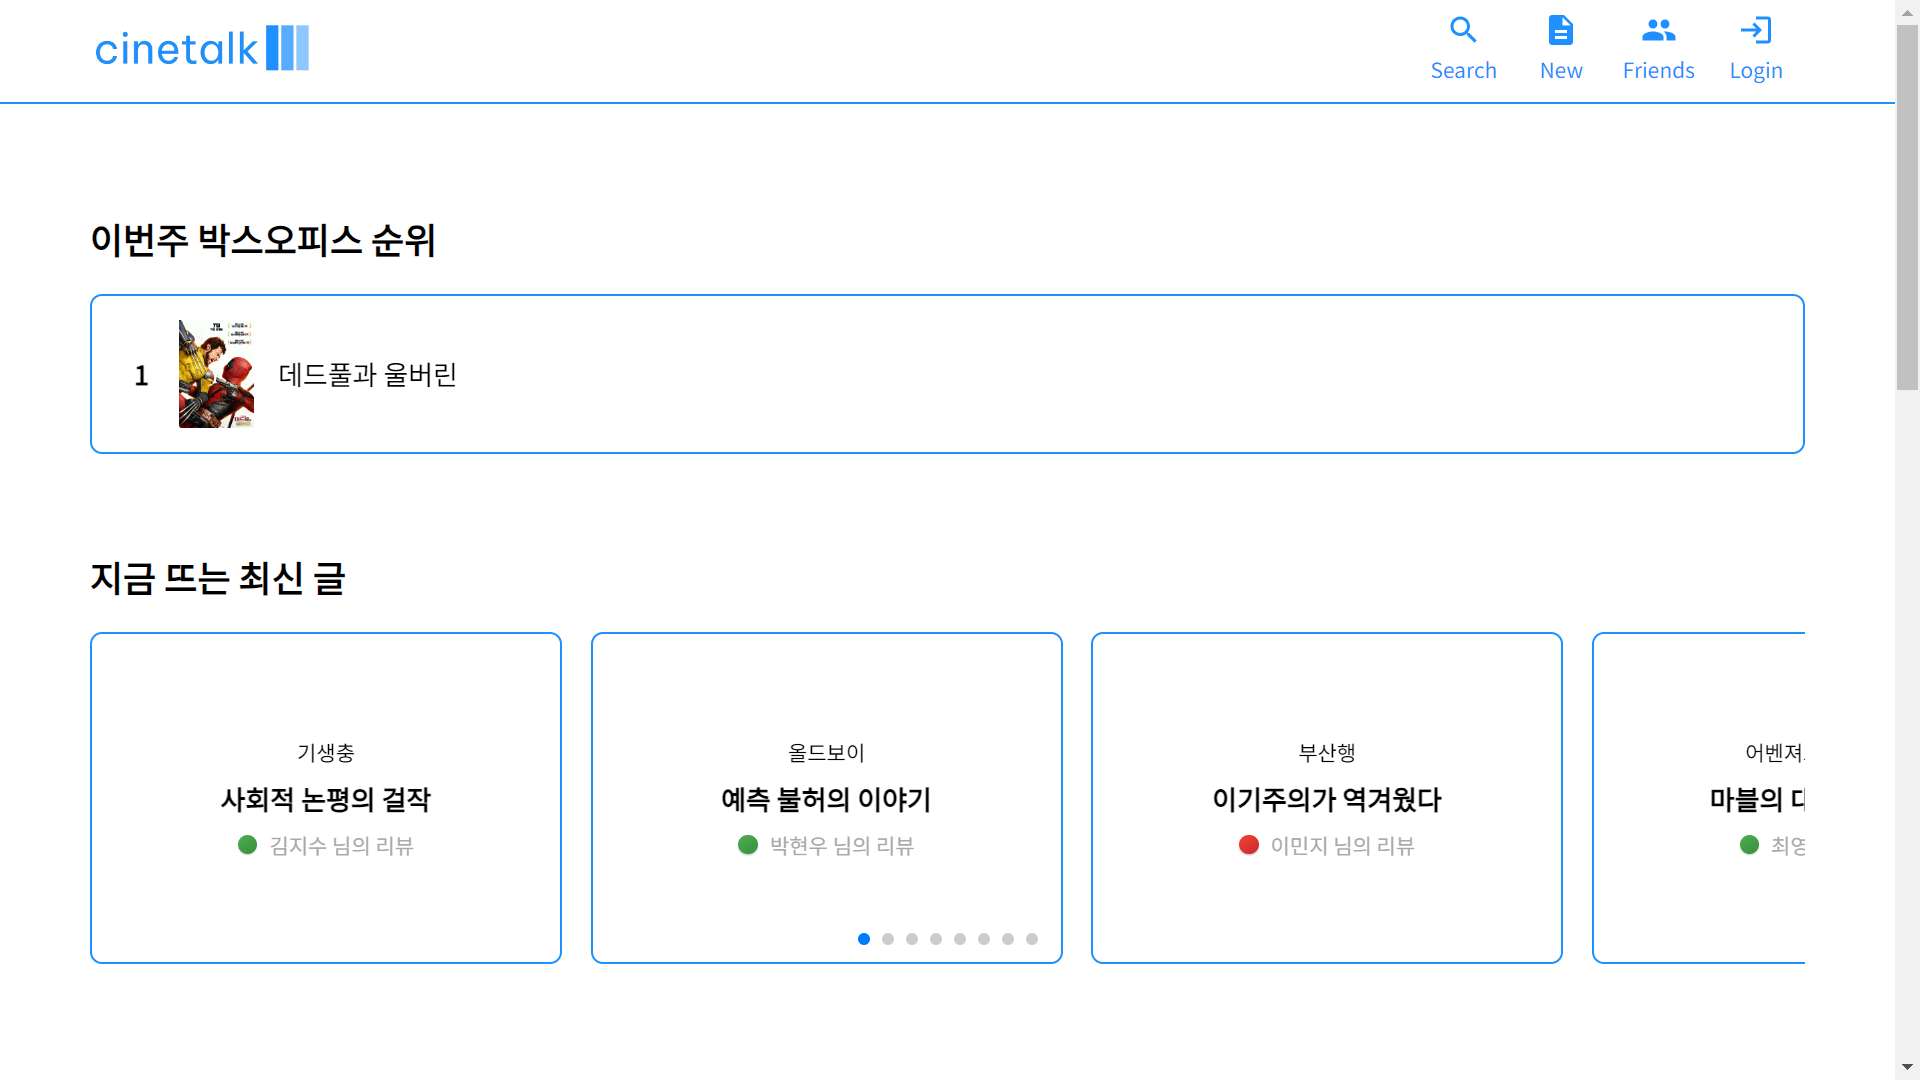 cinetalk
Search
New
Friends
Login
이번주 박스오피스 순위
1
데드풀과 울버린
지금 뜨는 최신 글
기생충
사회적 논평의 걸작
김지수 님의 리뷰
올드보이
예측 불허의 이야기
박현우 님의 리뷰
부산행
이기주의가 역겨웠다
이민지 님의 리뷰
어벤져
마블의
최영